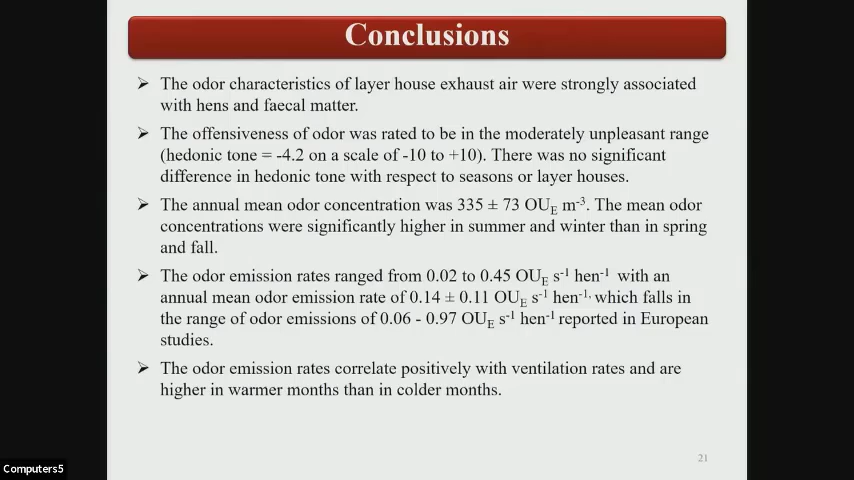 Conclusions
➢ The odor characteristics of layer house exhaust air were strongly associated
with hens and faecal matter.
➢ The offensiveness of odor was rated to be in the moderately unpleasant range
(hedonic tone = -4.2 on a scale of -10 to +10). There was no significant
difference in hedonic tone with respect to seasons or layer houses.
➢ The annual mean odor concentration was 335 ± 73 OU_E m⁻³. The mean odor
concentrations were significantly higher in summer and winter than in spring
and fall.
➢ The odor emission rates ranged from 0.02 to 0.45 OU_E s⁻¹ hen⁻¹ with an
annual mean odor emission rate of 0.14 ± 0.11 OU_E s⁻¹ hen⁻¹, which falls in
the range of odor emissions of 0.06 - 0.97 OU_E s⁻¹ hen⁻¹ reported in European
studies.
➢ The odor emission rates correlate positively with ventilation rates and are
higher in warmer months than in colder months.
21
Computers5